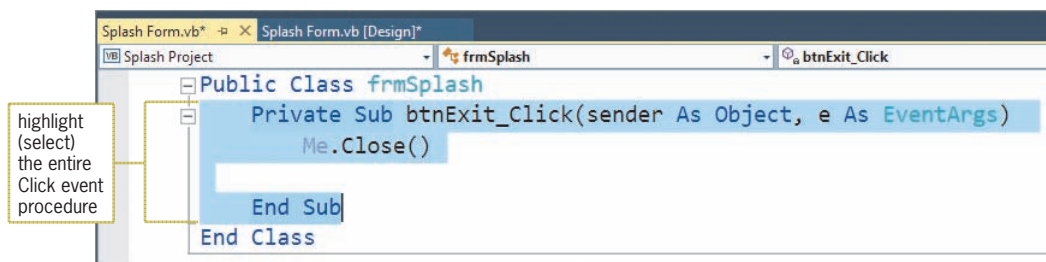 Splash Form.vb* Splash Form.vb [Design]*
VB Splash Project frmSplash btnExit_Click
Public Class frmSplash
Private Sub btnExit_Click(sender As Object, e As EventArgs)
Me.Close()
End Sub
End Class
highlight
(select)
the entire
Click event
procedure